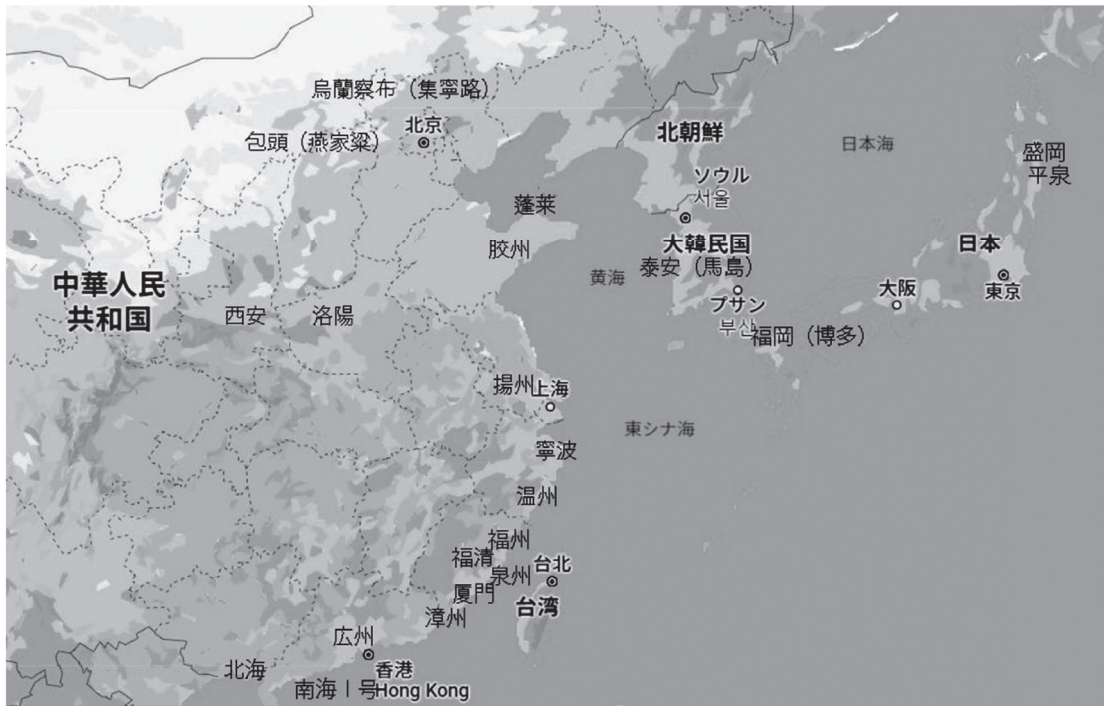 烏蘭察布（集寧路）
北京
包頭（燕家梁）
北朝鮮
日本海
盛岡
平泉
ソウル
서울
蓬莱
胶州
大韓民国
泰安（馬島）
日本
東京
黄海
中華人民
共和国
大阪
プサン
부산
福岡（博多）
西安
洛陽
揚州
上海
東シナ海
寧波
温州
福州
福清
台北
泉州
厦門
台湾
漳州
広州
北海
香港
Hong Kong
南海Ⅰ号